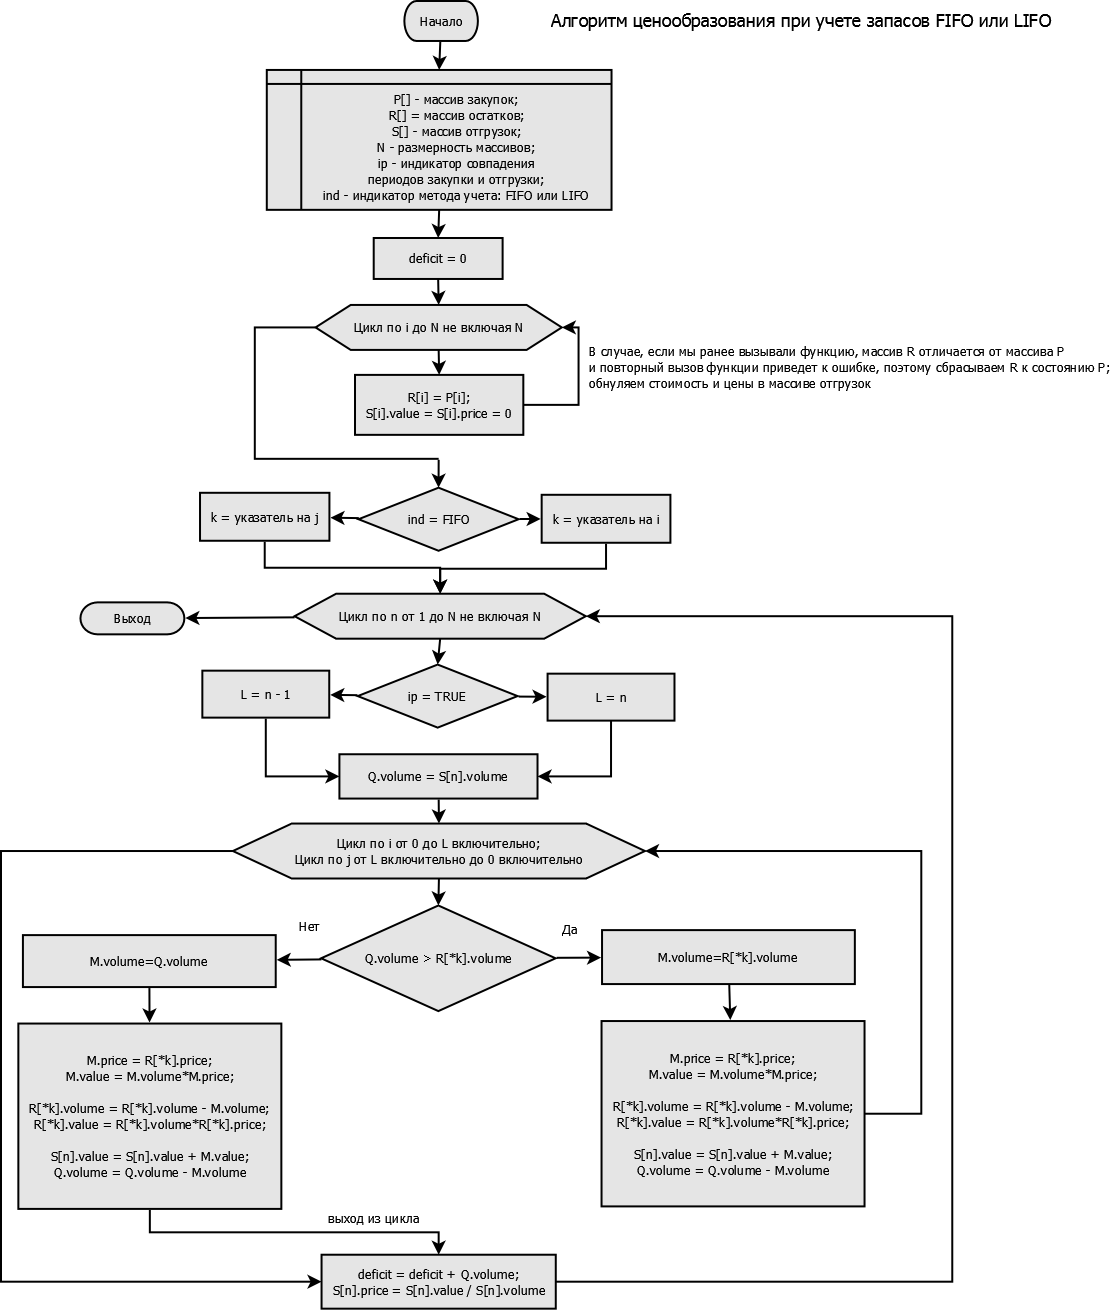 Начало
Алгоритм ценообразования при учете запасов FIFO или LIFO
P[] - массив закупок;
R[] = массив остатков;
S[] - массив отгрузок;
N - размерность массивов;
ip - индикатор совпадения
периодов закупки и отгрузки;
ind - индикатор метода учета: FIFO или LIFO
deficit = 0
Цикл по i до N не включая N
В случае, если мы ранее вызывали функцию, массив R отличается от массива P
и повторный вызов функции приведет к ошибке, поэтому сбрасываем R к состоянию P;
обнуляем стоимость и цены в массиве отгрузок
R[i] = P[i];
S[i].value = S[i].price = 0
k = указатель на j
ind = FIFO
k = указатель на i
Выход
Цикл по n от 1 до N не включая N
L = n - 1
ip = TRUE
L = n
Q.volume = S[n].volume
Цикл по i от 0 до L включительно;
Цикл по j от L включительно до 0 включительно
Нет
Да
M.volume=Q.volume
Q.volume > R[*k].volume
M.volume=R[*k].volume
M.price = R[*k].price;
M.value = M.volume*M.price;
R[*k].volume = R[*k].volume - M.volume;
R[*k].value = R[*k].volume*R[*k].price;
S[n].value = S[n].value + M.value;
Q.volume = Q.volume - M.volume
M.price = R[*k].price;
M.value = M.volume*M.price;
R[*k].volume = R[*k].volume - M.volume;
R[*k].value = R[*k].volume*R[*k].price;
S[n].value = S[n].value + M.value;
Q.volume = Q.volume - M.volume
выход из цикла
deficit = deficit + Q.volume;
S[n].price = S[n].value / S[n].volume